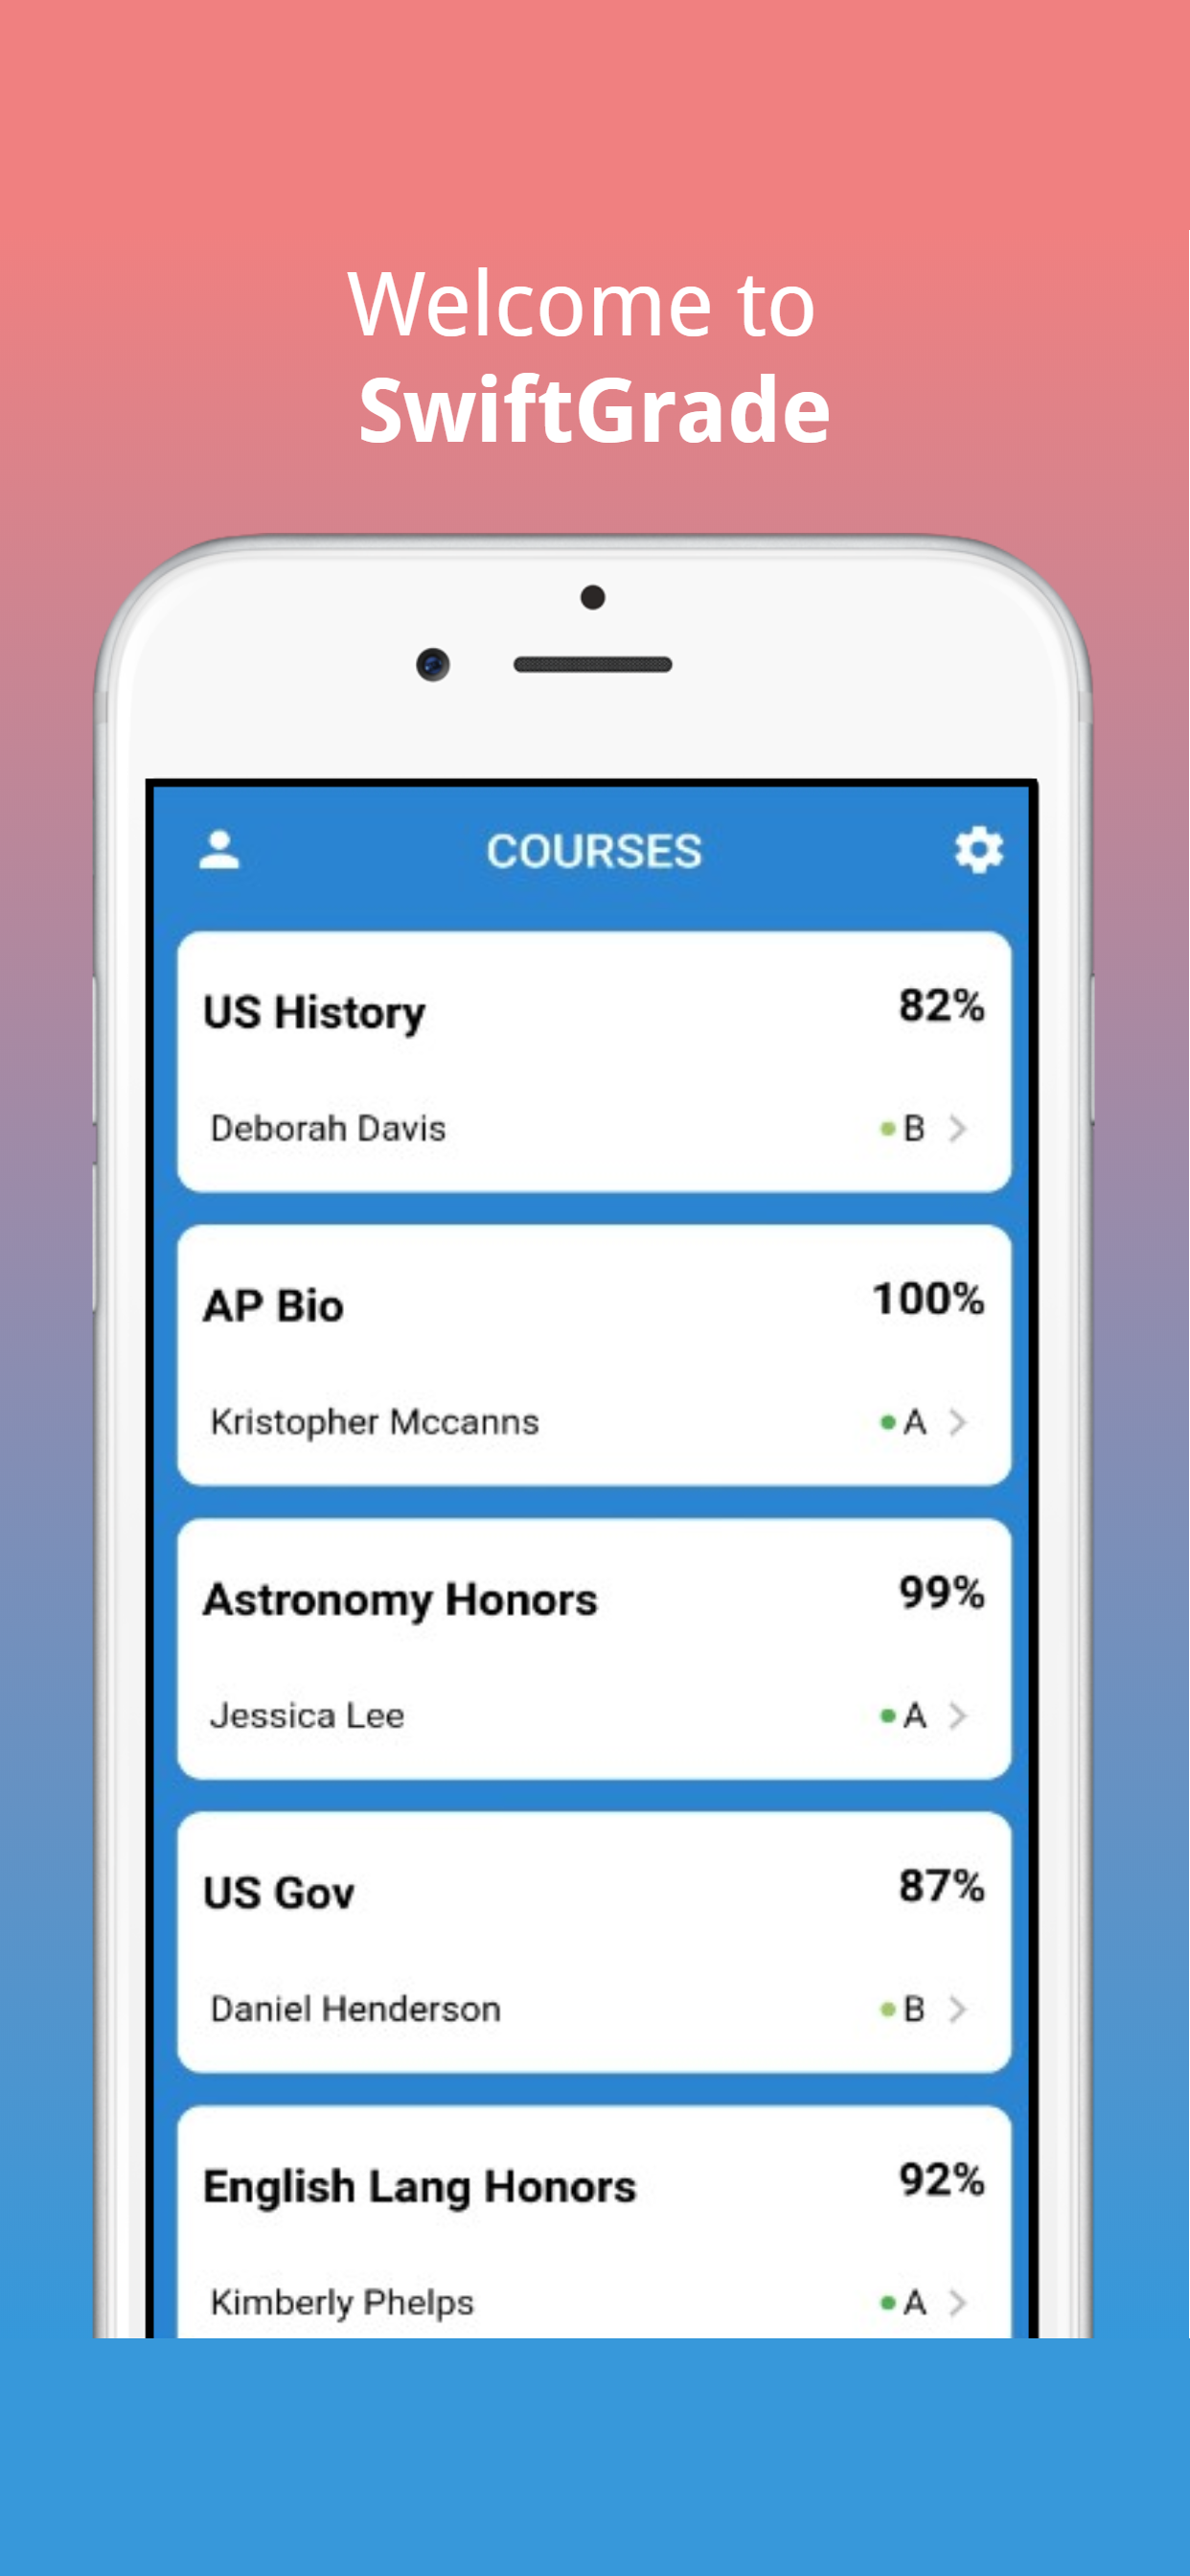 Welcome to
SwiftGrade
COURSES
US History 82%
Deborah Davis B
AP Bio 100%
Kristopher Mccanns A
Astronomy Honors 99%
Jessica Lee A
US Gov 87%
Daniel Henderson B
English Lang Honors 92%
Kimberly Phelps A